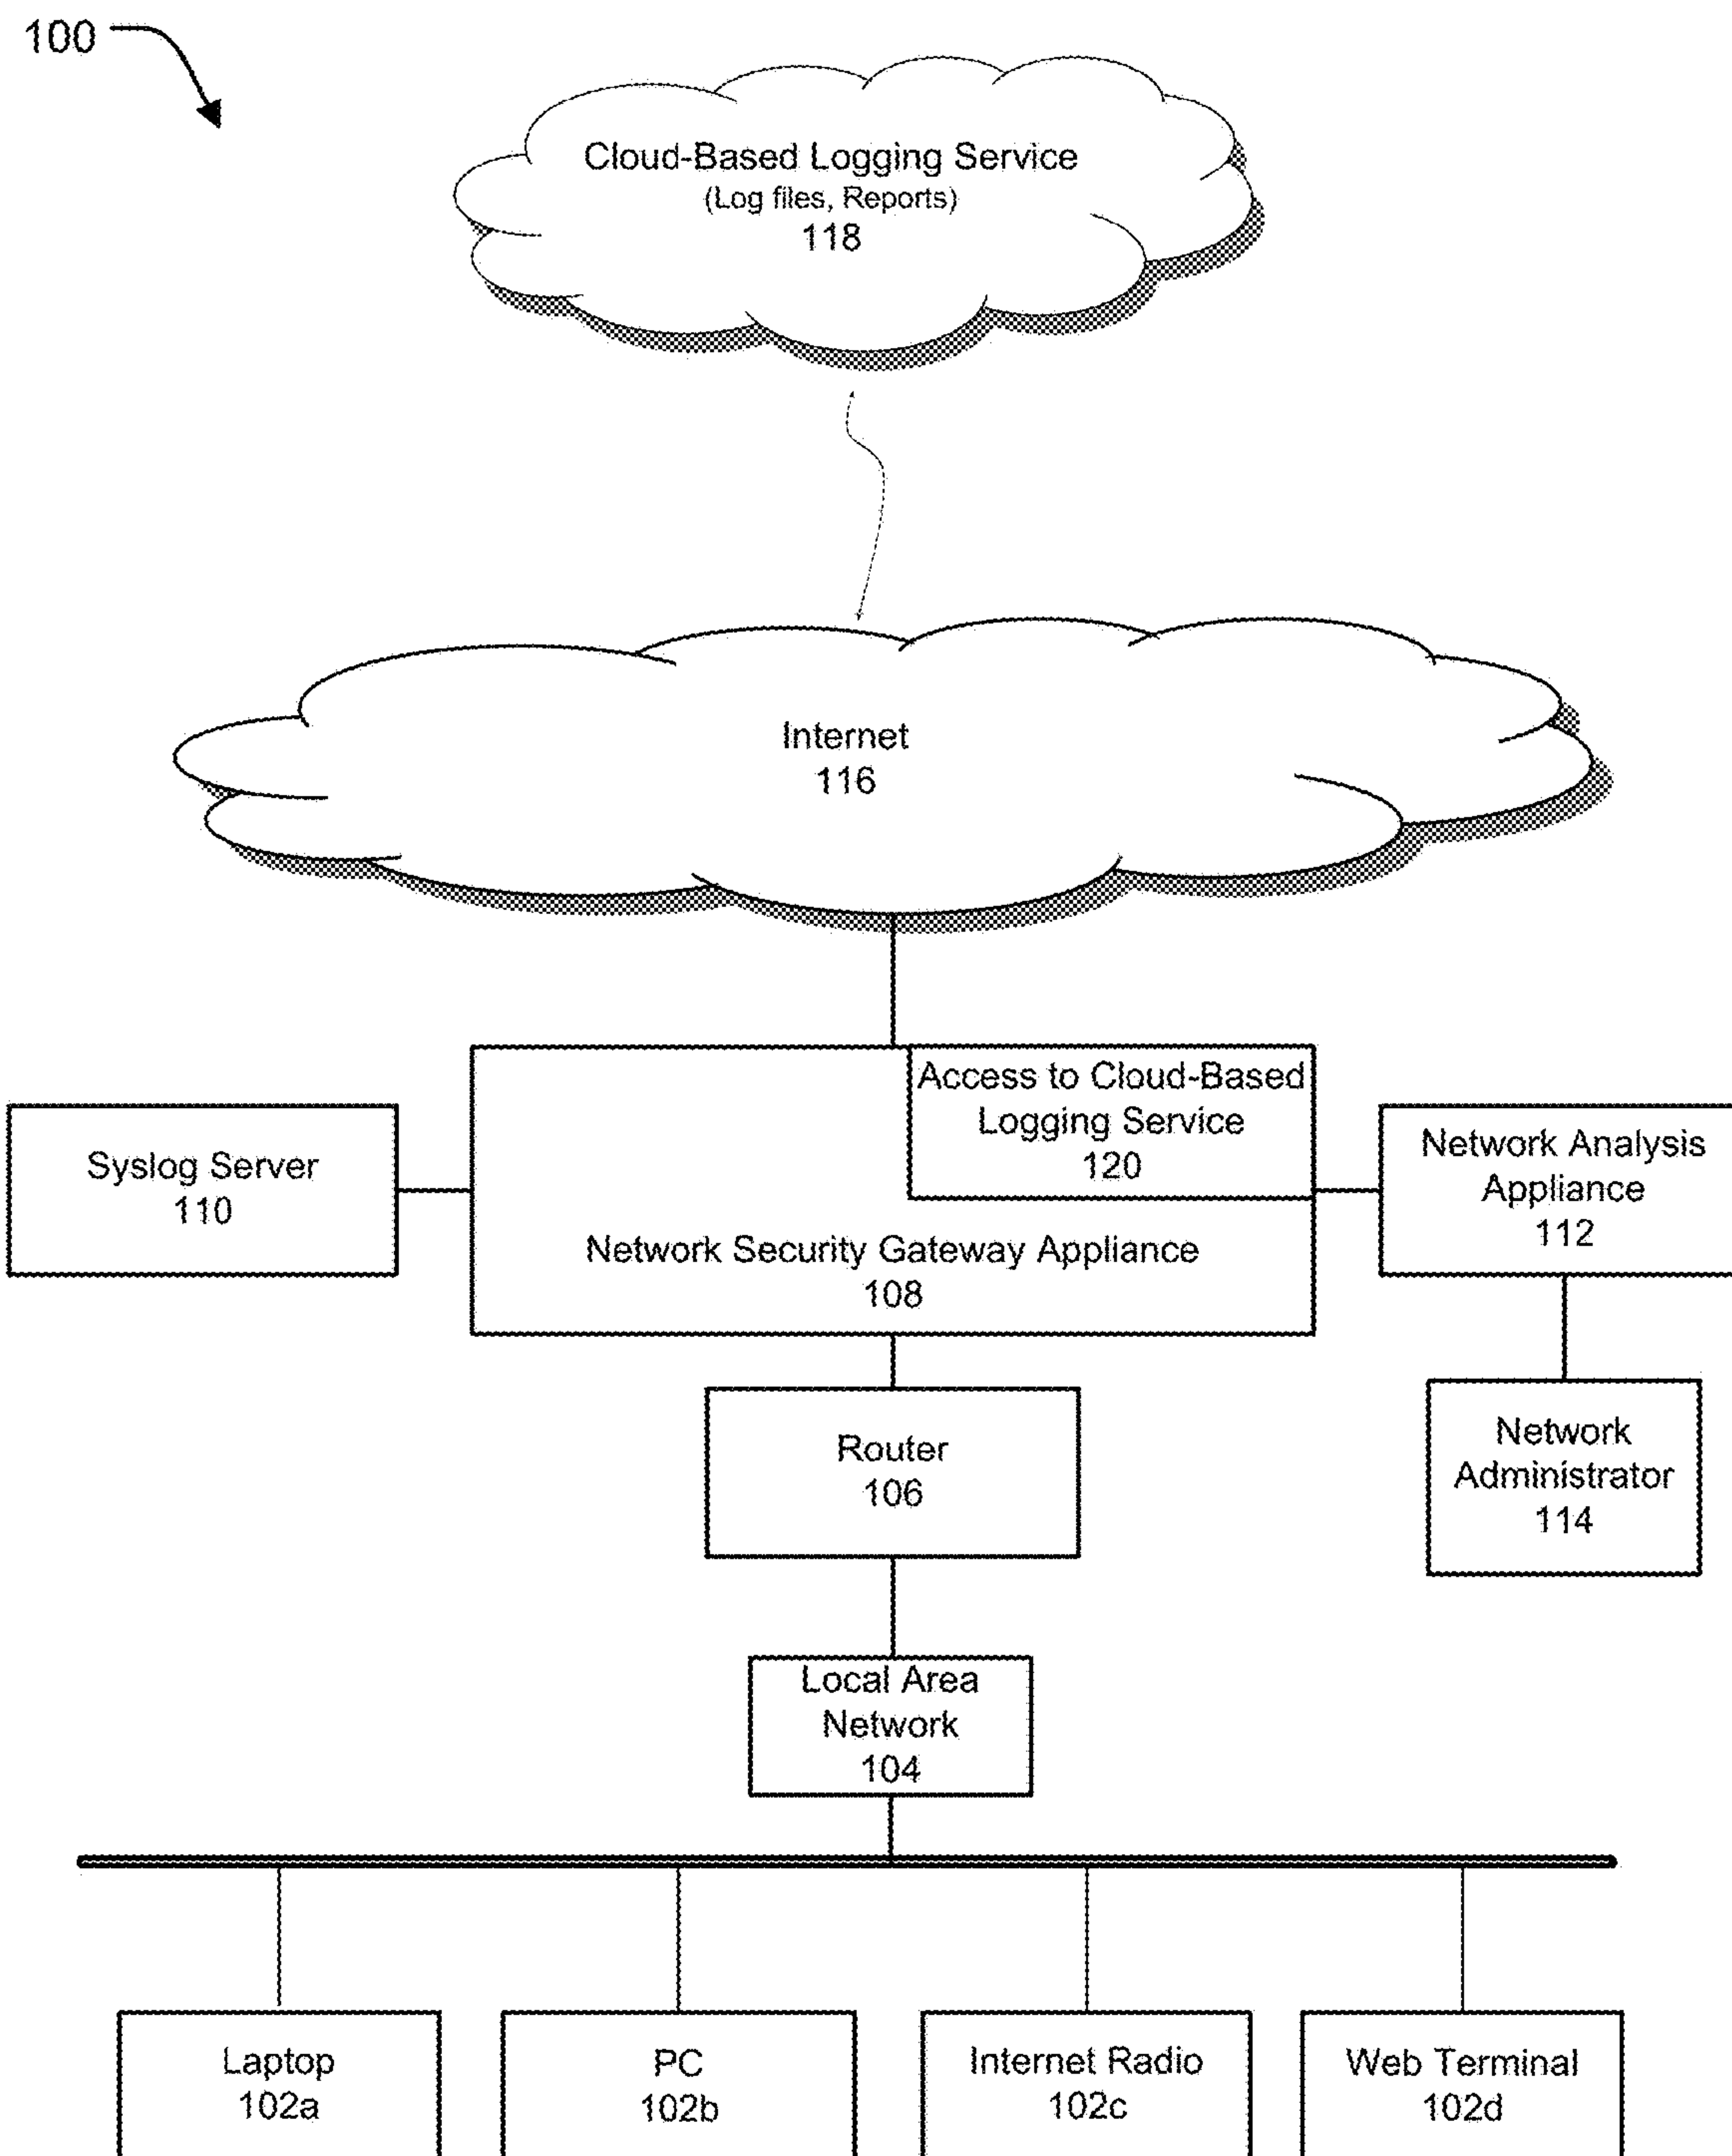 100
Cloud-Based Logging Service
(Log files, Reports)
118
Internet
116
Access to Cloud-Based
Logging Service
120
Syslog Server
110
Network Analysis
Appliance
112
Network Security Gateway Appliance
108
Router
106
Network
Administrator
114
Local Area
Network
104
Laptop
102a
PC
102b
Internet Radio
102c
Web Terminal
102d